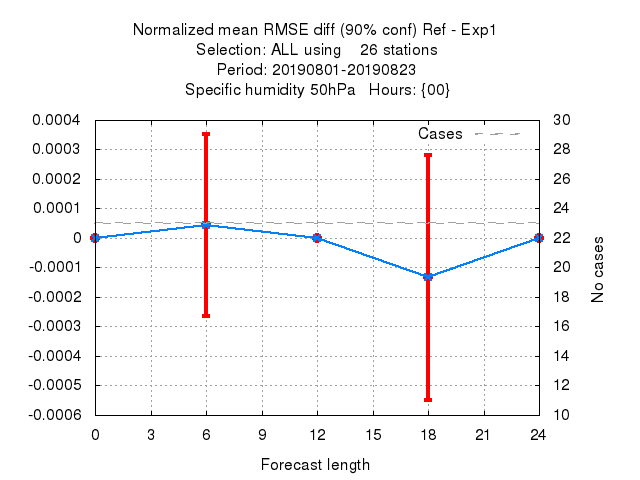 Normalized mean RMSE diff (90% conf) Ref - Exp1
Selection: ALL using    26 stations
Period: 20190801-20190823
Specific humidity 50hPa   Hours: {00}
Cases
0.0004
0.0003
0.0002
0.0001
0
-0.0001
-0.0002
-0.0003
-0.0004
-0.0005
-0.0006
30
28
26
24
22
20
18
16
14
12
10
No cases
0 3 6 9 12 15 18 21 24
Forecast length